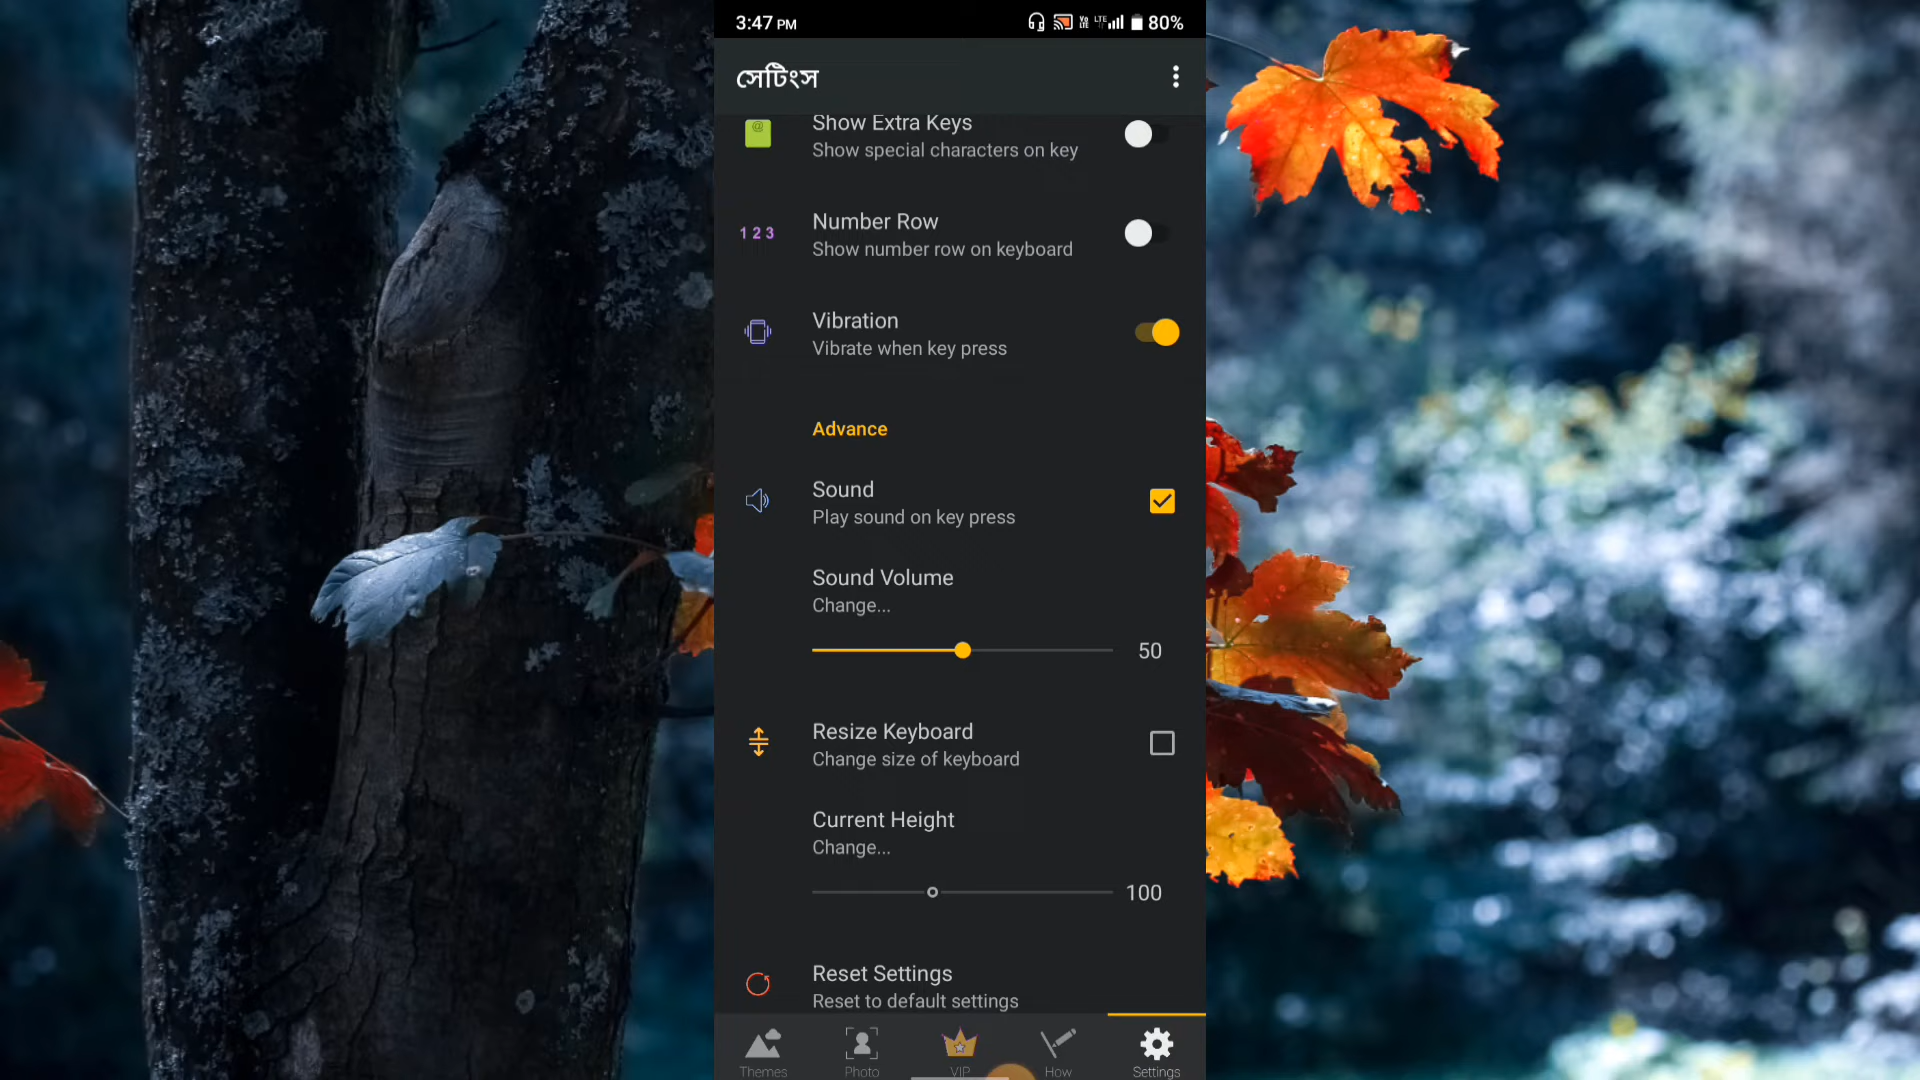 3:47 PM
80%
সেটিংস
Show Extra Keys
Show special characters on key
1 2 3
Number Row
Show number row on keyboard
Vibration
Vibrate when key press
Advance
Sound
Play sound on key press
Sound Volume
Change...
50
Resize Keyboard
Change size of keyboard
Current Height
Change...
100
Reset Settings
Reset to default settings
Themes
Photo
VIP
How
Settings